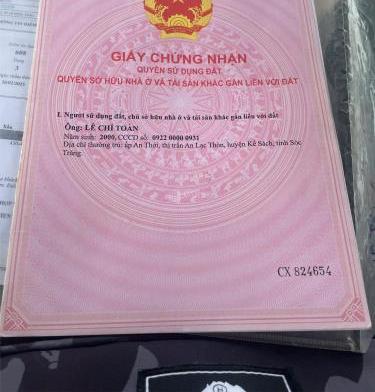 GIẤY CHỨNG NHẬN
QUYỀN SỬ DỤNG ĐẤT
QUYỀN SỞ HỮU NHÀ Ở VÀ TÀI SẢN KHÁC GẮN LIỀN VỚI ĐẤT
I. Người sử dụng đất, chủ sở hữu nhà ở và tài sản khác gắn liền với đất
Ông: LÊ CHÍ TOÀN
Năm sinh: 2000, CCCD số: 0922 0000 0931
Địa chỉ thường trú: ấp An Thới, thị trấn An Lạc Thôn, huyện Kế Sách, tỉnh Sóc
Trăng.
CX 824654